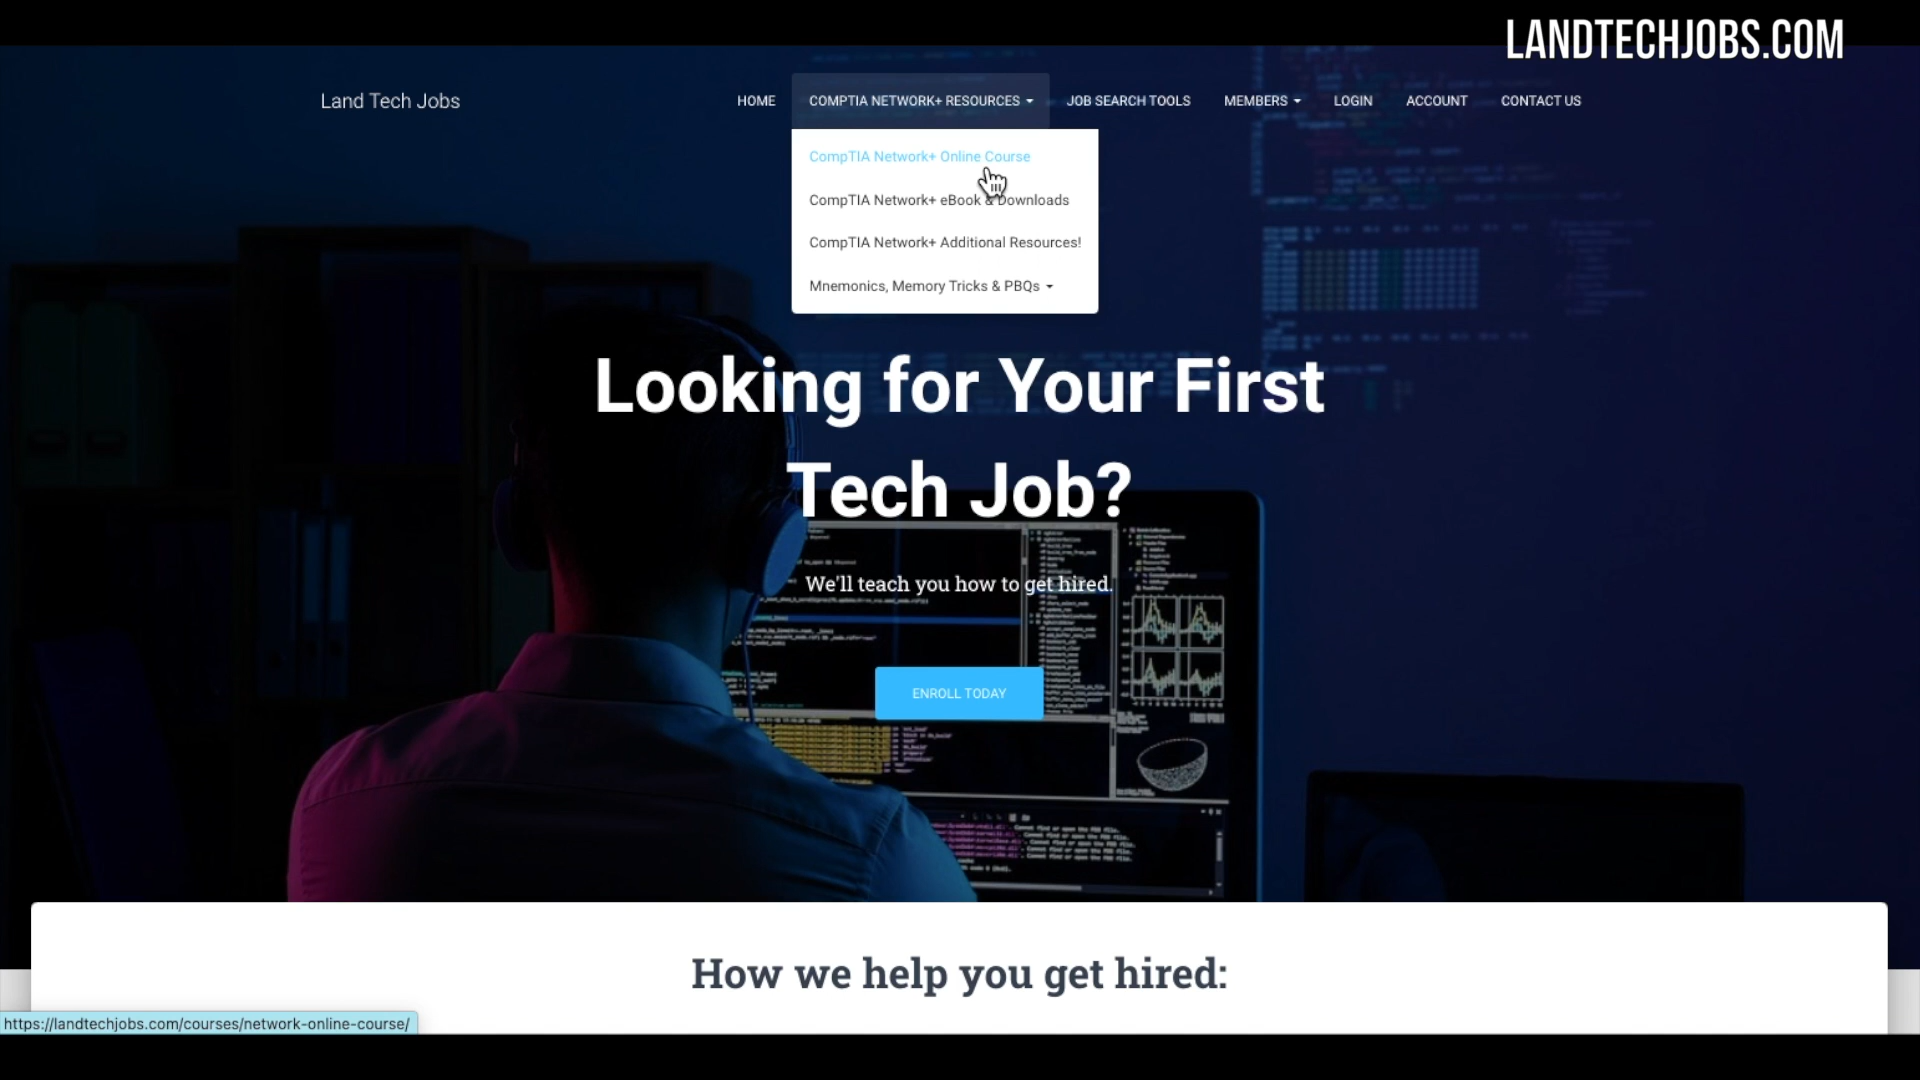 LANDTECHJOBS.COM
Land Tech Jobs
HOME
COMPTIA NETWORK+ RESOURCES
JOB SEARCH TOOLS
MEMBERS
LOGIN
ACCOUNT
CONTACT US
CompTIA Network+ Online Course
CompTIA Network+ eBook & Downloads
CompTIA Network+ Additional Resources!
Mnemonics, Memory Tricks & PBQs
Looking for Your First
Tech Job?
We'll teach you how to get hired.
ENROLL TODAY
How we help you get hired:
https://landtechjobs.com/courses/network-online-course/